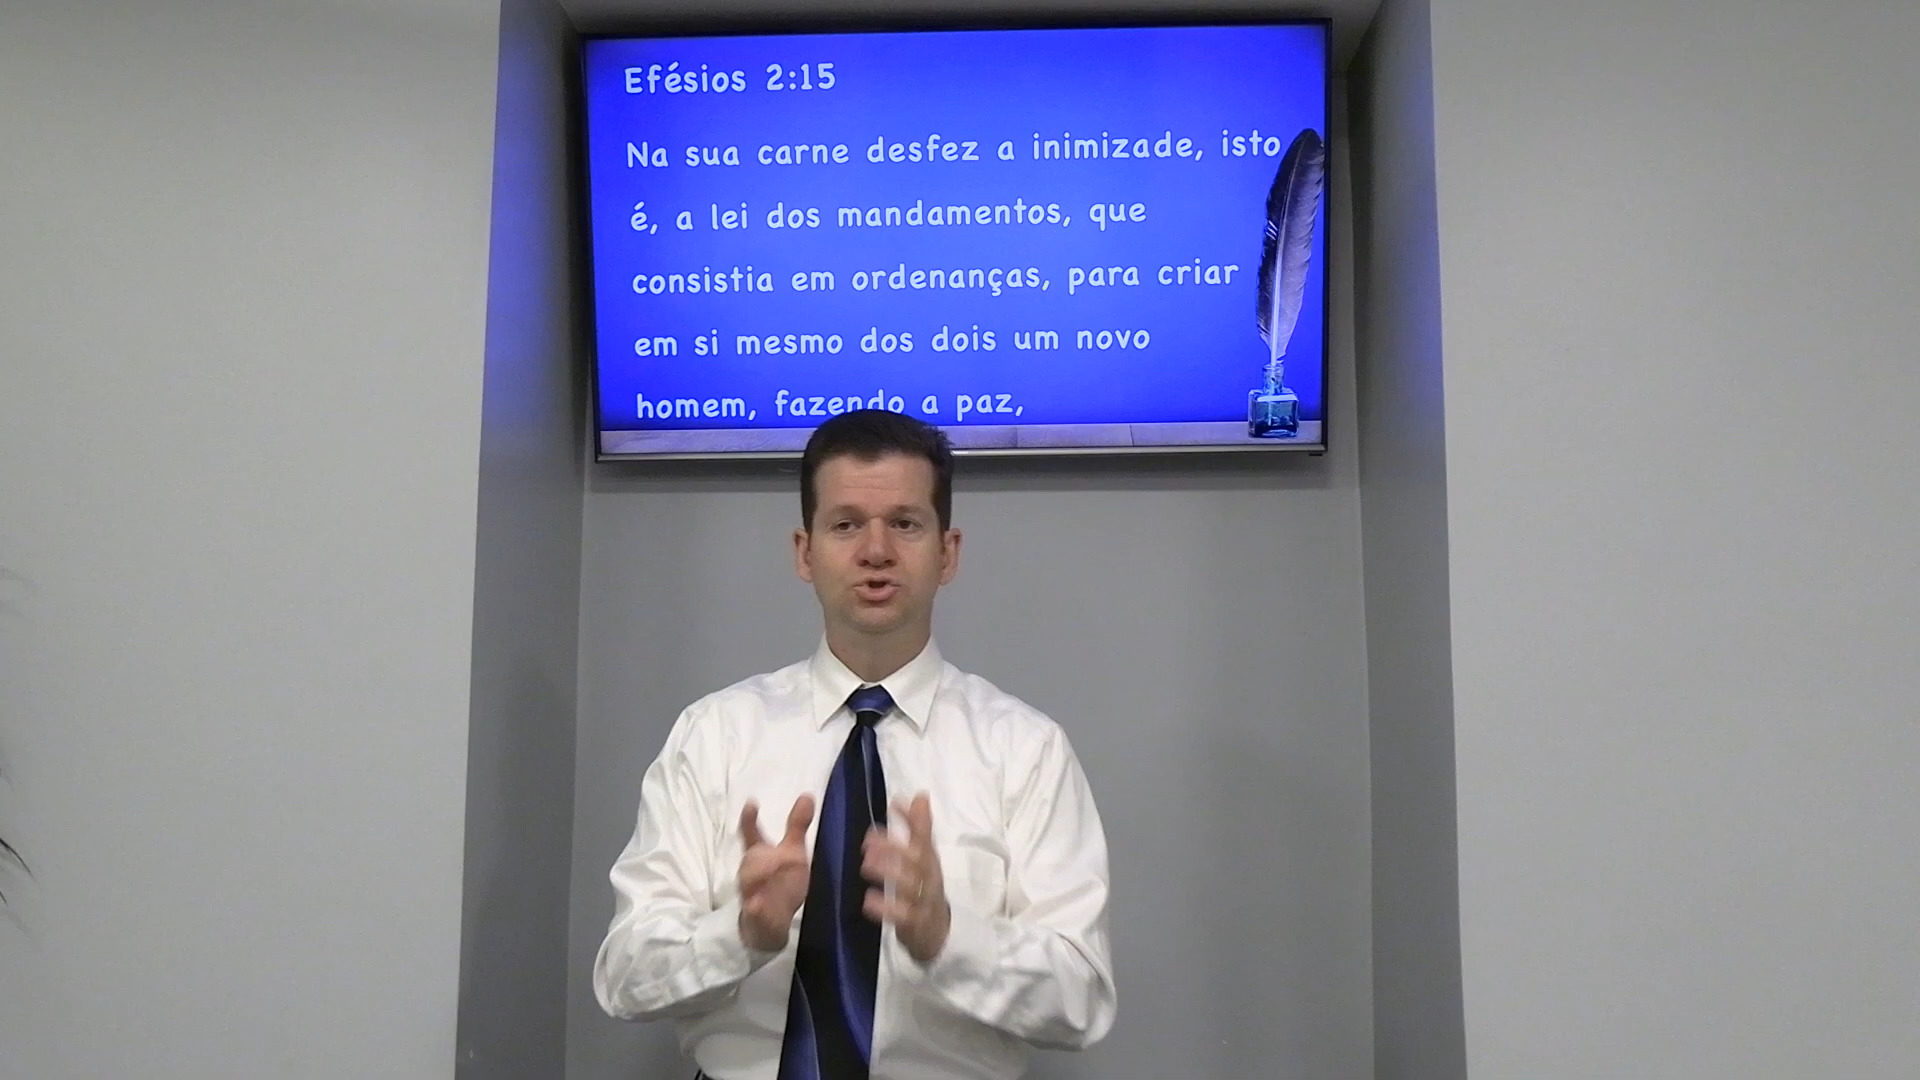 Efésios 2:15
Na sua carne desfez a inimizade, isto
é, a lei dos mandamentos, que
consistia em ordenanças, para criar
em si mesmo dos dois um novo
homem, fazendo a paz,